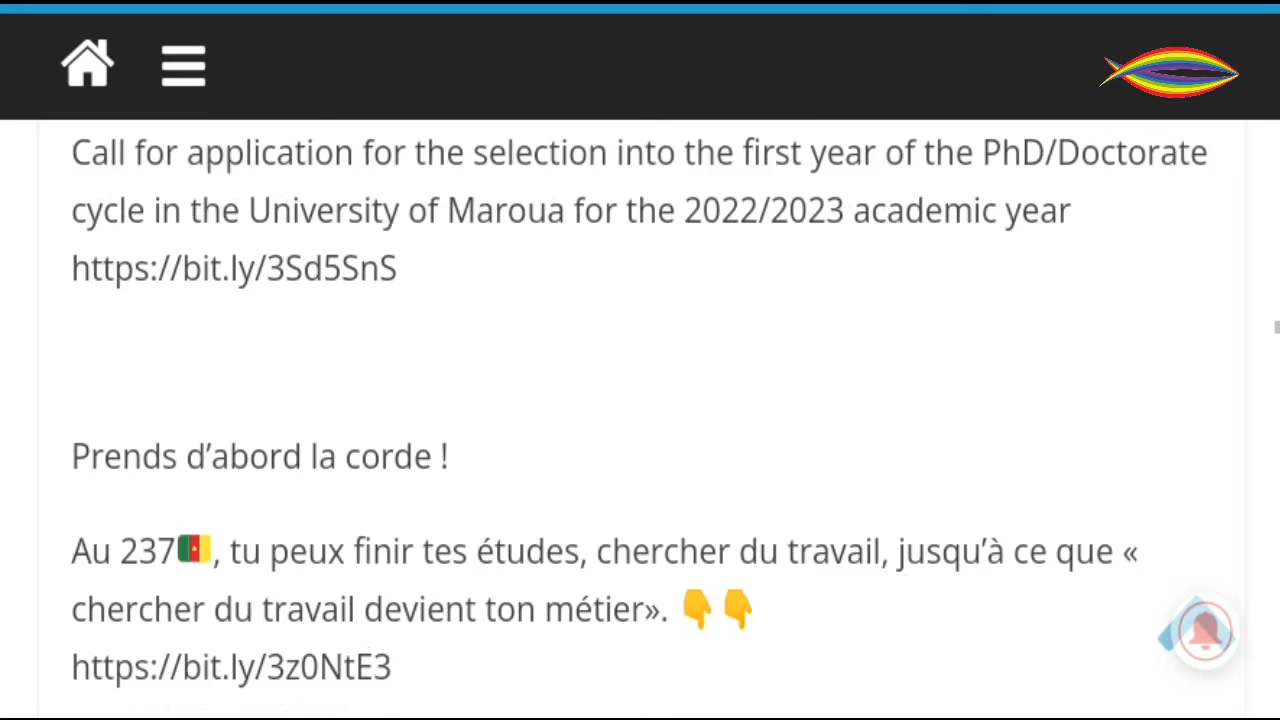 Call for application for the selection into the first year of the PhD/Doctorate
cycle in the University of Maroua for the 2022/2023 academic year
https://bit.ly/3Sd5SnS
Prends d’abord la corde !
Au 237🇨🇲, tu peux finir tes études, chercher du travail, jusqu’à ce que «
chercher du travail devient ton métier». 👇👇
https://bit.ly/3z0NtE3